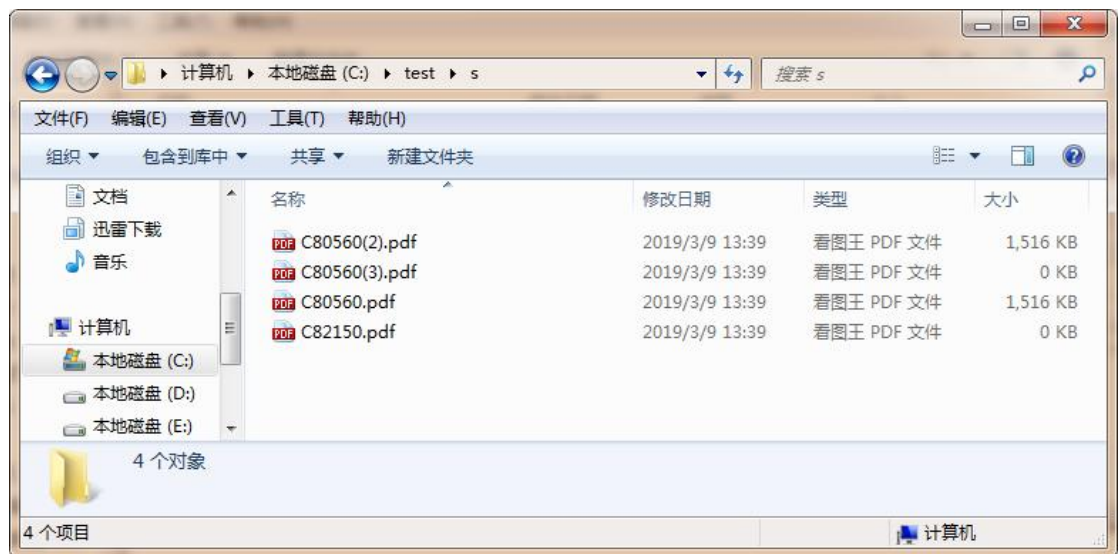 计算机 本地磁盘 (C:) test s 搜索 s
文件(F) 编辑(E) 查看(V) 工具(T) 帮助(H)
组织 包含到库中 共享 新建文件夹
文档
迅雷下载
音乐
计算机
本地磁盘 (C:)
本地磁盘 (D:)
本地磁盘 (E:)
名称 修改日期 类型 大小
PDF C80560(2).pdf 2019/3/9 13:39 看图王 PDF 文件 1,516 KB
PDF C80560(3).pdf 2019/3/9 13:39 看图王 PDF 文件 0 KB
PDF C80560.pdf 2019/3/9 13:39 看图王 PDF 文件 1,516 KB
PDF C82150.pdf 2019/3/9 13:39 看图王 PDF 文件 0 KB
4 个对象
4 个项目 计算机